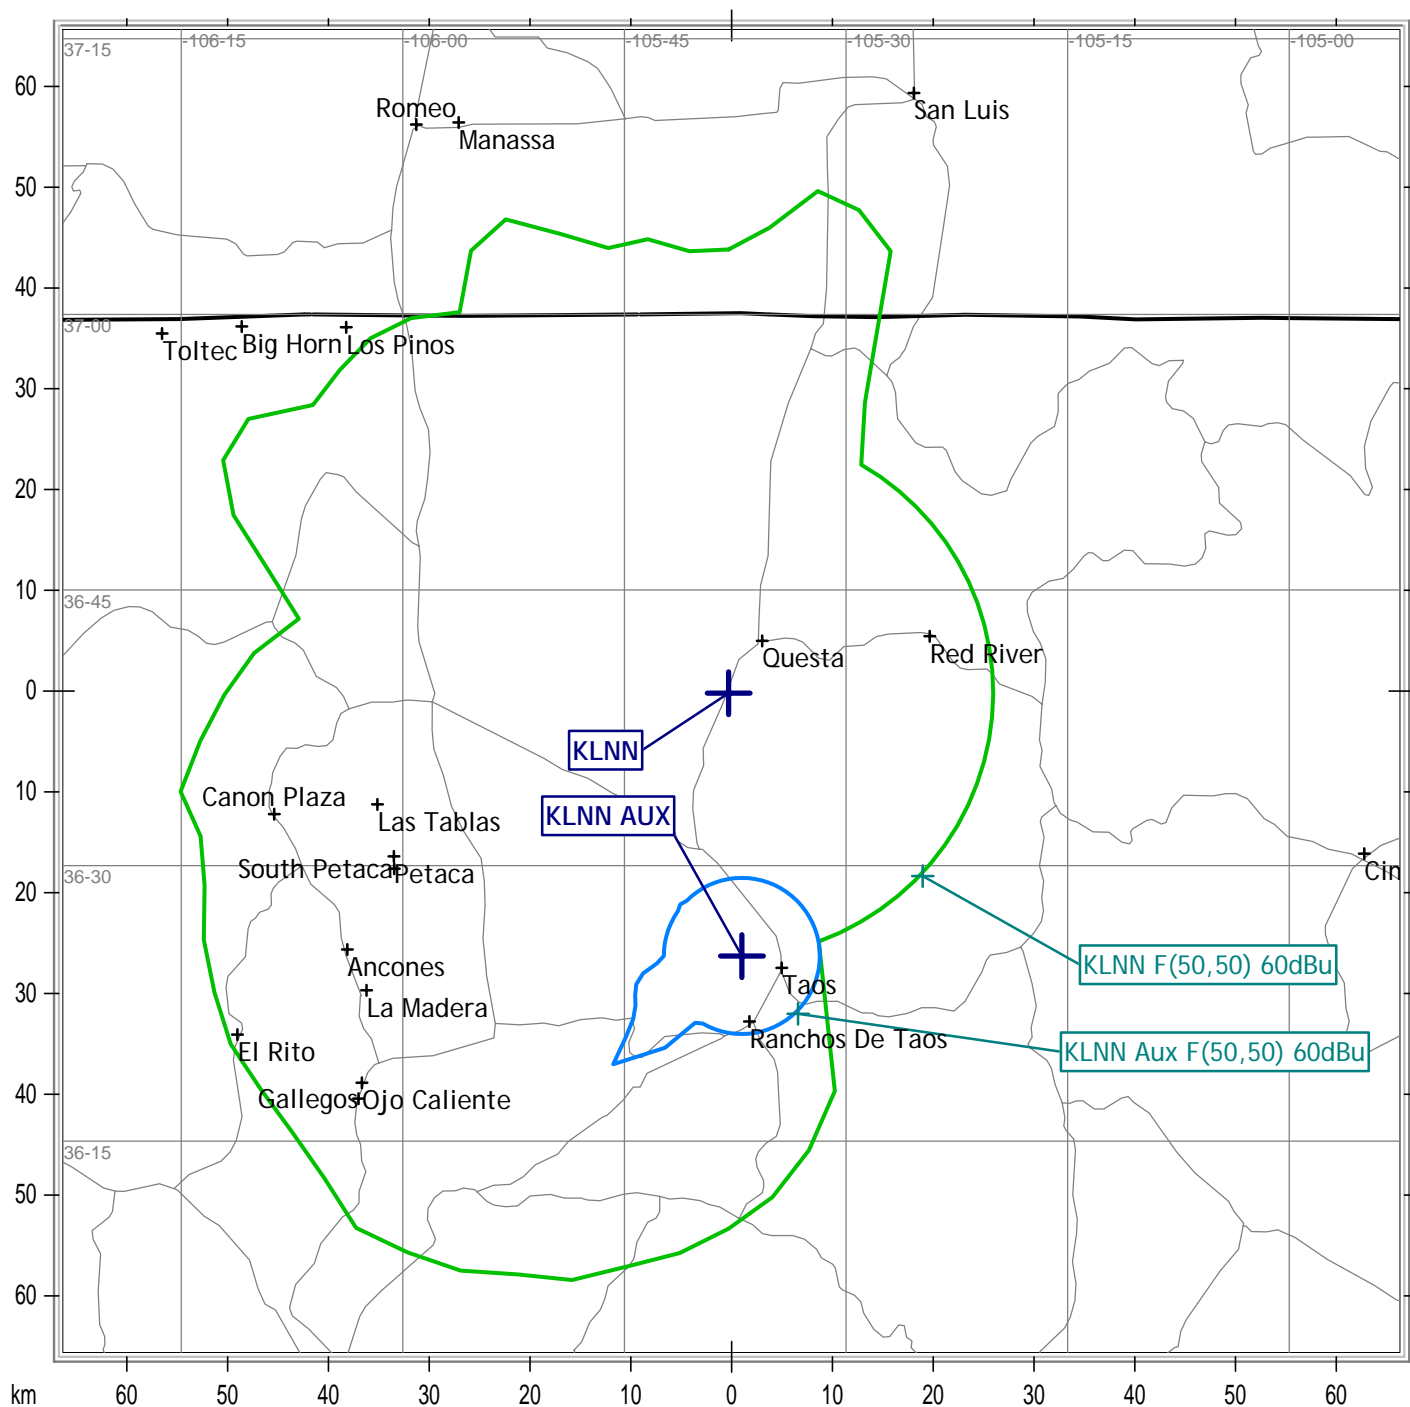 -106-15 -106-00 -105-45 -105-30 -105-15 -105-00
37-15
60
San Luis
Romeo
Manassa
50
40
37-00
Toltec
Big Horn
Los Pinos
30
20
10
36-45
Questa
Red River
0
KLNN
10
Canon Plaza
KLNN AUX
Las Tablas
South Petaca
Petaca
36-30
Cin
20
Ancones
KLNN F(50,50) 60dBu
30
Taos
La Madera
Ranchos De Taos
El Rito
KLNN Aux F(50,50) 60dBu
40
Gallegos
Ojo Caliente
36-15
50
60
km 60 50 40 30 20 10 0 10 20 30 40 50 60